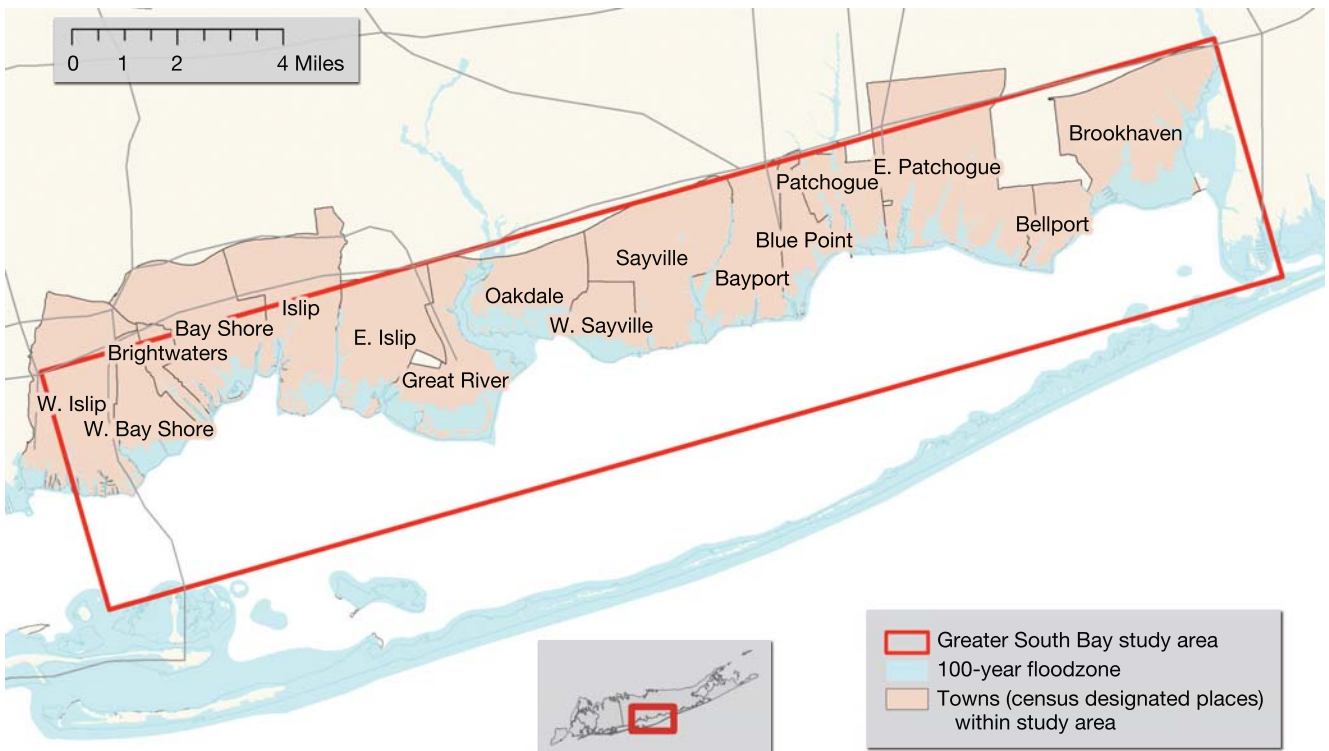 0 1 2 4 Miles
Brookhaven
E. Patchogue
Patchogue
Bellport
Blue Point
Sayville
Bayport
Oakdale
Islip
W. Sayville
Bay Shore
E. Islip
Brightwaters
Great River
W. Islip
W. Bay Shore
Greater South Bay study area
100-year floodzone
Towns (census designated places)
within study area